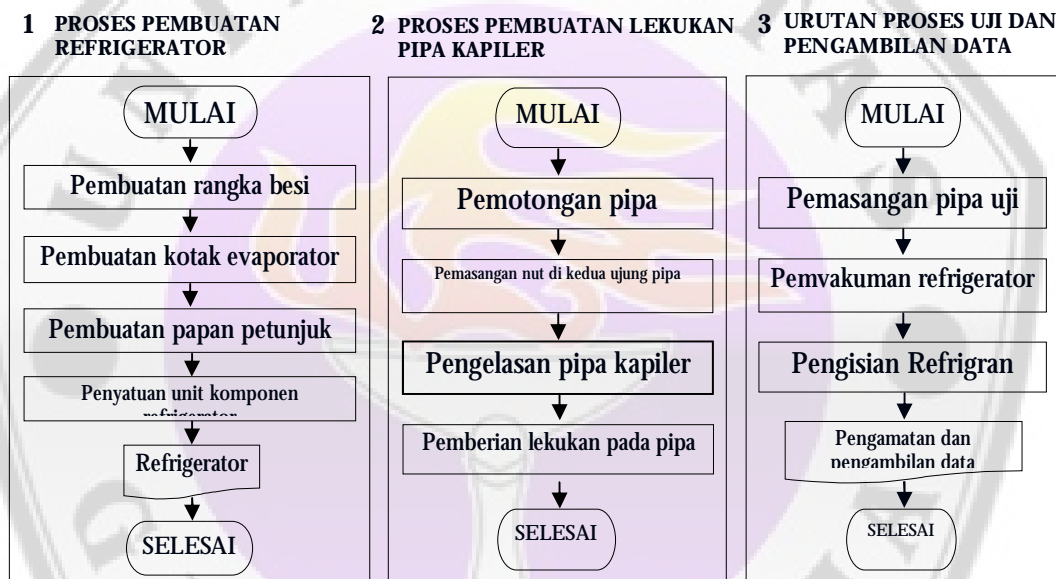 1 PROSES PEMBUATAN
REFRIGERATOR
MULAI
Pembuatan rangka besi
Pembuatan kotak evaporator
Pembuatan papan petunjuk
Penyatuan unit komponen
refrigerator
Refrigerator
SELESAI
2 PROSES PEMBUATAN LEKUKAN
PIPA KAPILER
MULAI
Pemotongan pipa
Pemasangan nut di kedua ujung pipa
Pengelasan pipa kapiler
Pemberian lekukan pada pipa
SELESAI
3 URUTAN PROSES UJI DAN
PENGAMBILAN DATA
MULAI
Pemasangan pipa uji
Pemvakuman refrigerator
Pengisian Refrigran
Pengamatan dan
pengambilan data
SELESAI